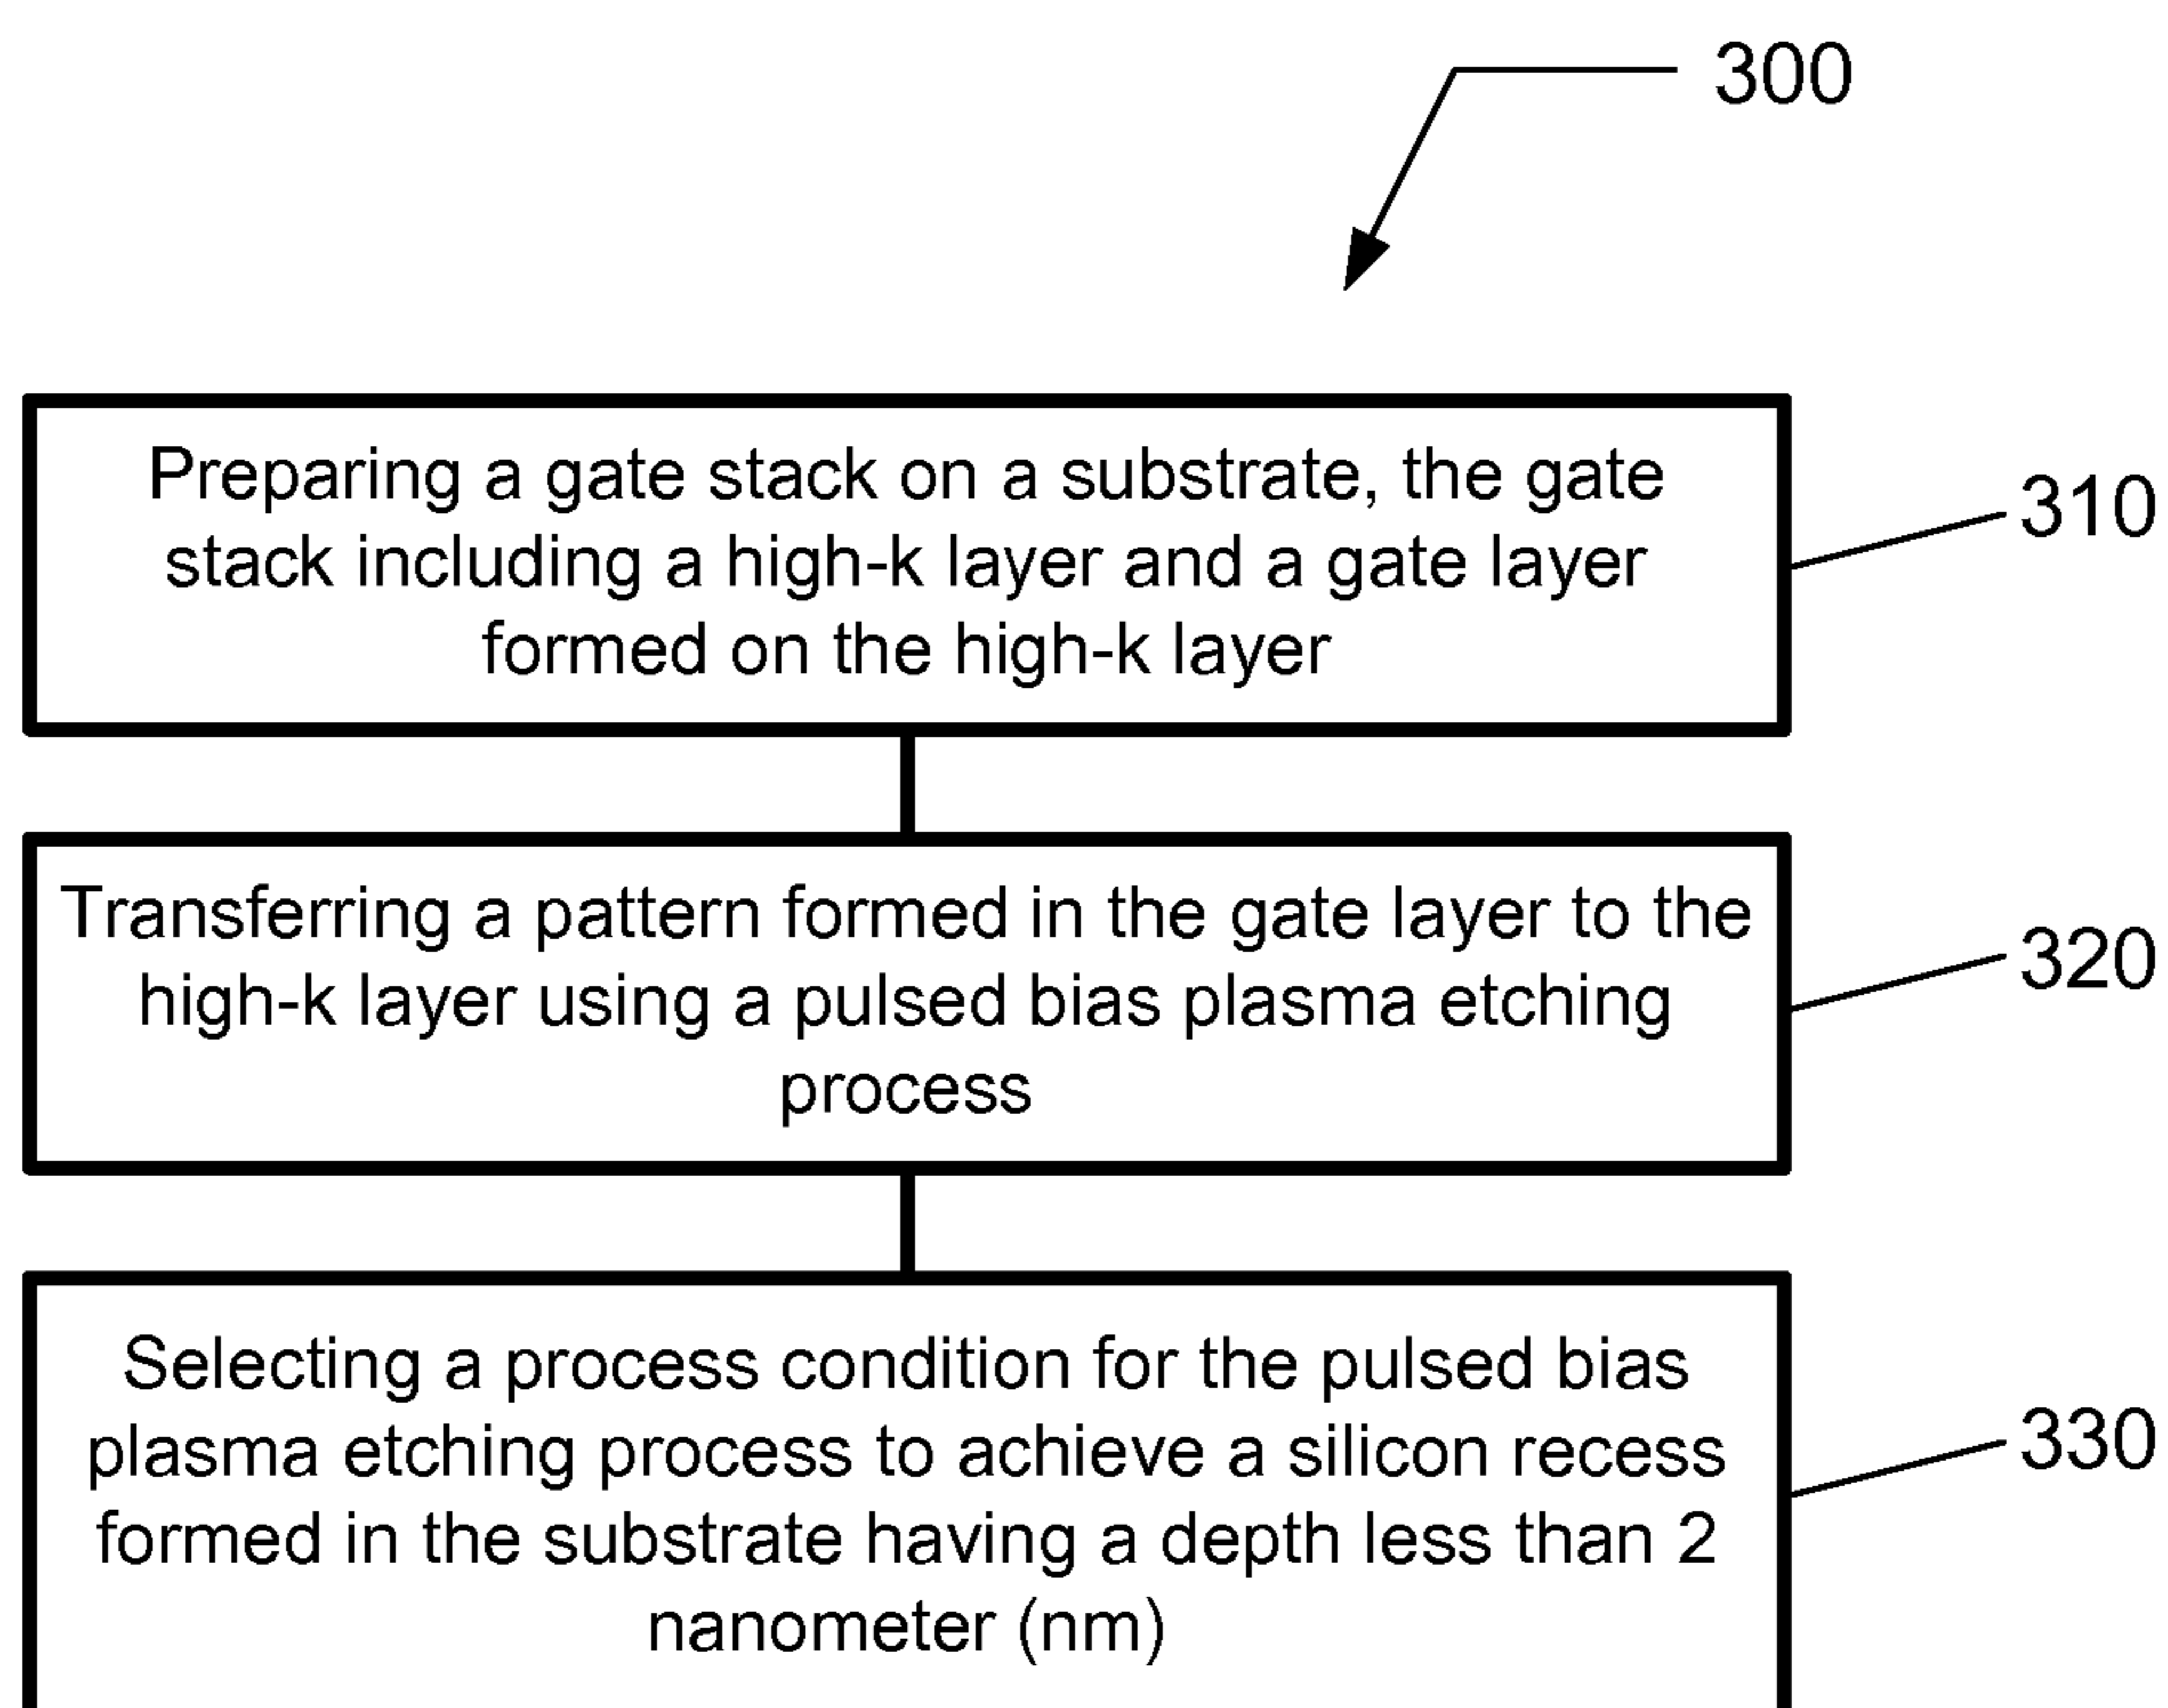 300
Preparing a gate stack on a substrate, the gate
stack including a high-k layer and a gate layer
formed on the high-k layer
310
Transferring a pattern formed in the gate layer to the
high-k layer using a pulsed bias plasma etching
process
320
Selecting a process condition for the pulsed bias
plasma etching process to achieve a silicon recess
formed in the substrate having a depth less than 2
nanometer (nm)
330